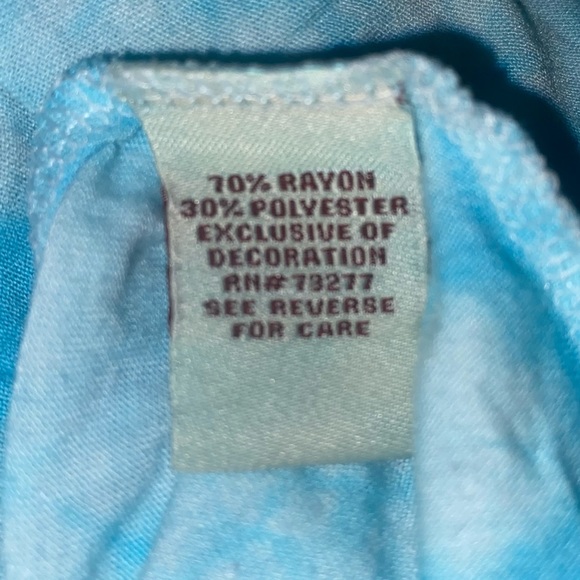 70% RAYON
30% POLYESTER
EXCLUSIVE OF
DECORATION
RN#73277
SEE REVERSE
FOR CARE